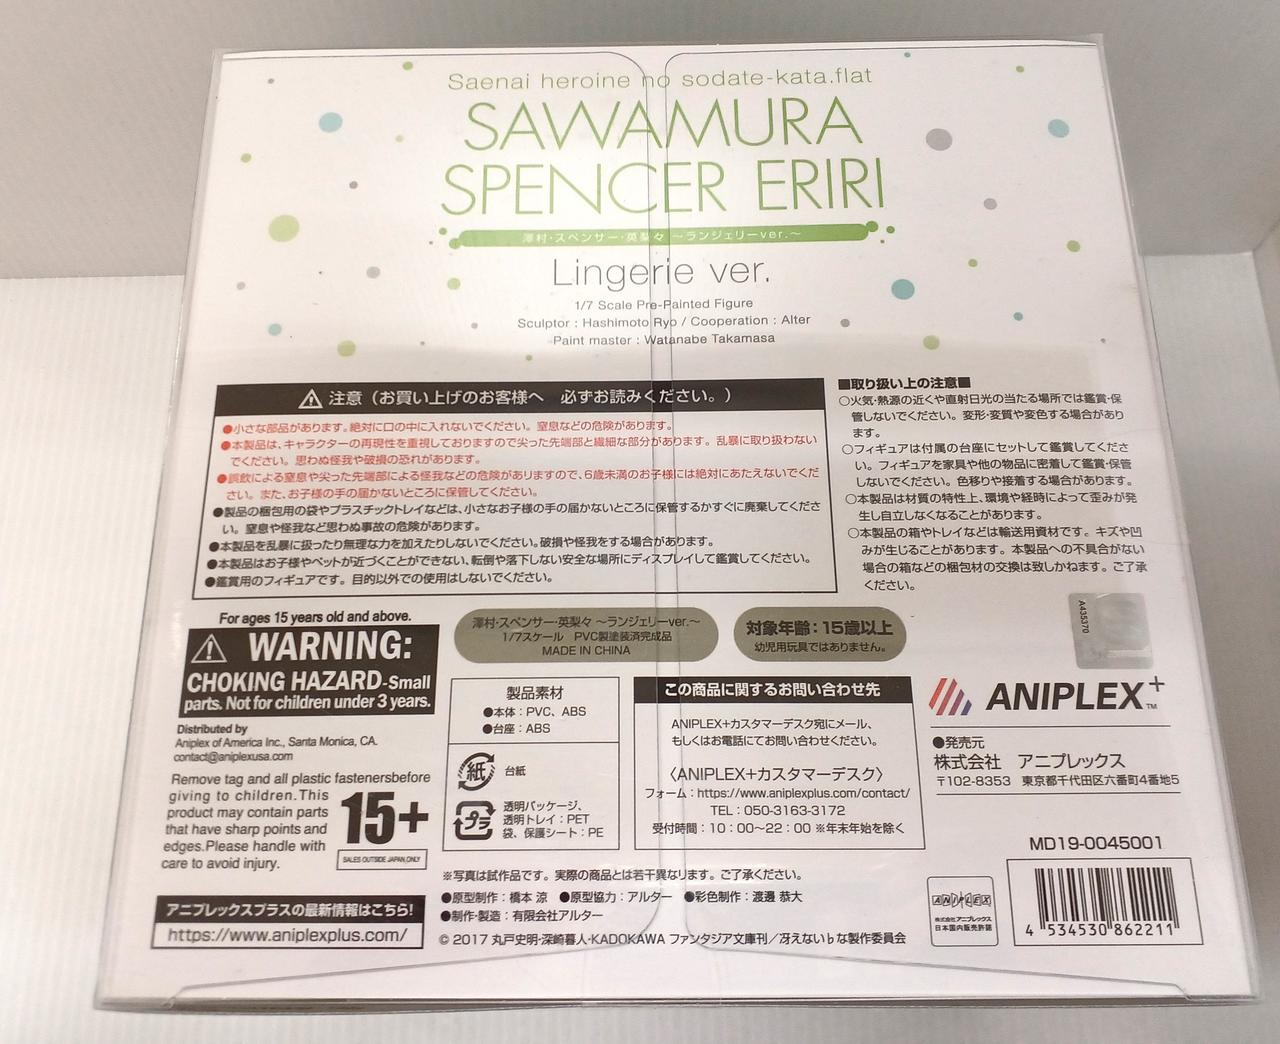 Saenai heroine no sodate-kata.flat
SAWAMURA
SPENCER ERIRI
澤村・スペンサー・英梨々 ～ランジェリーver.～
Lingerie ver.
1/7 Scale Pre-Painted Figure
Sculptor : Hashimoto Ryo / Cooperation : Alter
Paint master : Watanabe Takamasa
注意（お買い上げのお客様へ 必ずお読みください。）
●小さな部品があります。絶対に口の中に入れないでください。窒息などの危険があります。
●本製品は、キャラクターの再現性を重視しておりますので尖った先端部と繊細な部分があります。乱暴に取り扱わない
でください。思わぬ怪我や破損の恐れがあります。
●誤飲による窒息や尖った先端部による怪我などの危険がありますので、6歳未満のお子様には絶対にあたえないでくだ
さい。また、お子様の手の届かないところに保管してください。
●製品の梱包用の袋やプラスチックトレイなどは、小さなお子様の手の届かないところに保管するかすぐに廃棄してくださ
い。窒息や怪我など思わぬ事故の危険があります。
●本製品を乱暴に扱ったり無理な力を加えたりしないでください。破損や怪我をする場合があります。
●本製品はお子様やペットが近づくことができない、転倒や落下しない安全な場所にディスプレイして鑑賞してください。
●鑑賞用のフィギュアです。目的以外での使用はしないでください。
■取り扱い上の注意■
○火気・熱源の近くや直射日光の当たる場所では鑑賞・保
管しないでください。変形・変質や変色する場合があり
ます。
○フィギュアは付属の台座にセットして鑑賞してくださ
い。フィギュアを家具や他の物品に密着して鑑賞・保管
しないでください。色移りや接着する場合があります。
○本製品は材質の特性上、環境や経時によって歪みが発
生し自立しなくなることがあります。
○本製品の箱やトレイなどは輸送用資材です。キズや凹
みが生じることがあります。本製品への不具合がない
場合の箱などの梱包材の交換は致しかねます。ご了承
ください。
A435370
For ages 15 years old and above.
WARNING:
CHOKING HAZARD-Small
parts. Not for children under 3 years.
Distributed by
Aniplex of America Inc., Santa Monica, CA.
contact@aniplexusa.com
Remove tag and all plastic fastenersbefore
giving to children.This
product may contain parts
that have sharp points and
edges.Please handle with
care to avoid injury.
15+
SALES OUTSIDE JAPAN ONLY
アニプレックスプラスの最新情報はこちら!
https://www.aniplexplus.com/
澤村・スペンサー・英梨々 ～ランジェリーver.～
1/7スケール PVC製塗装済完成品
MADE IN CHINA
対象年齢：15歳以上
幼児用玩具ではありません。
製品素材
●本体：PVC、ABS
●台座：ABS
紙
台紙
プラ
透明パッケージ、
透明トレイ：PET
袋、保護シート：PE
この商品に関するお問い合わせ先
ANIPLEX+カスタマーデスク宛にメール、
もしくはお電話にてお問い合わせください。
〈ANIPLEX+カスタマーデスク〉
フォーム：https://www.aniplexplus.com/contact/
TEL：050-3163-3172
受付時間：10：00～22：00 ※年末年始を除く
※写真は試作品です。実際の商品とは若干異なります。ご了承ください。
●原型制作：橋本 涼 ●原型協力：アルター ●彩色制作：渡邊 恭大
●制作・製造：有限会社アルター
© 2017 丸戸史明・深崎暮人・KADOKAWA ファンタジア文庫刊／冴えない♭な製作委員会
ANIPLEX+™
●発売元
株式会社 アニプレックス
〒102-8353 東京都千代田区六番町4番地5
MD19-0045001
ANIPLEX
株式会社アニプレックス
日本国内販売許諾
4 534530 862211